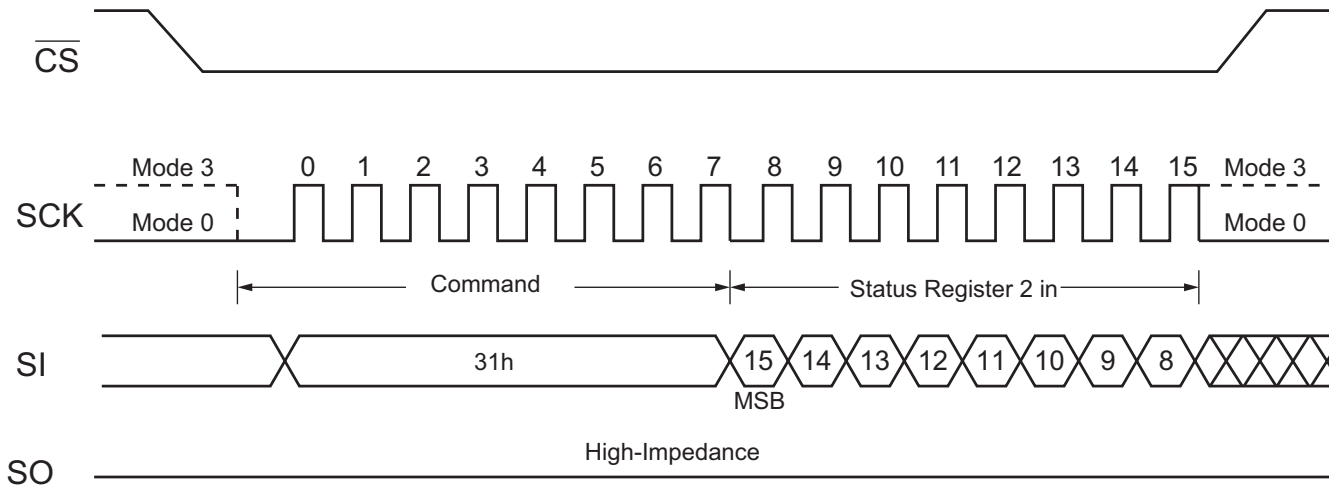 CS
Mode 3 0 1 2 3 4 5 6 7 8 9 10 11 12 13 14 15 Mode 3
SCK
Mode 0 Mode 0
Command Status Register 2 in
SI 31h 15 14 13 12 11 10 9 8
MSB
High-Impedance
SO